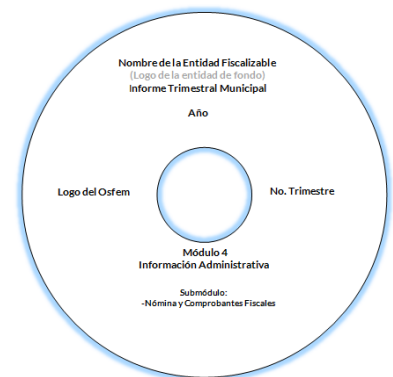 Nombre de la Entidad Fiscalizable
(Logo de la entidad de fondo)
Informe Trimestral Municipal
Año
Logo del Osfem
No. Trimestre
Módulo 4
Información Administrativa
Submódulo:
-Nómina y Comprobantes Fiscales